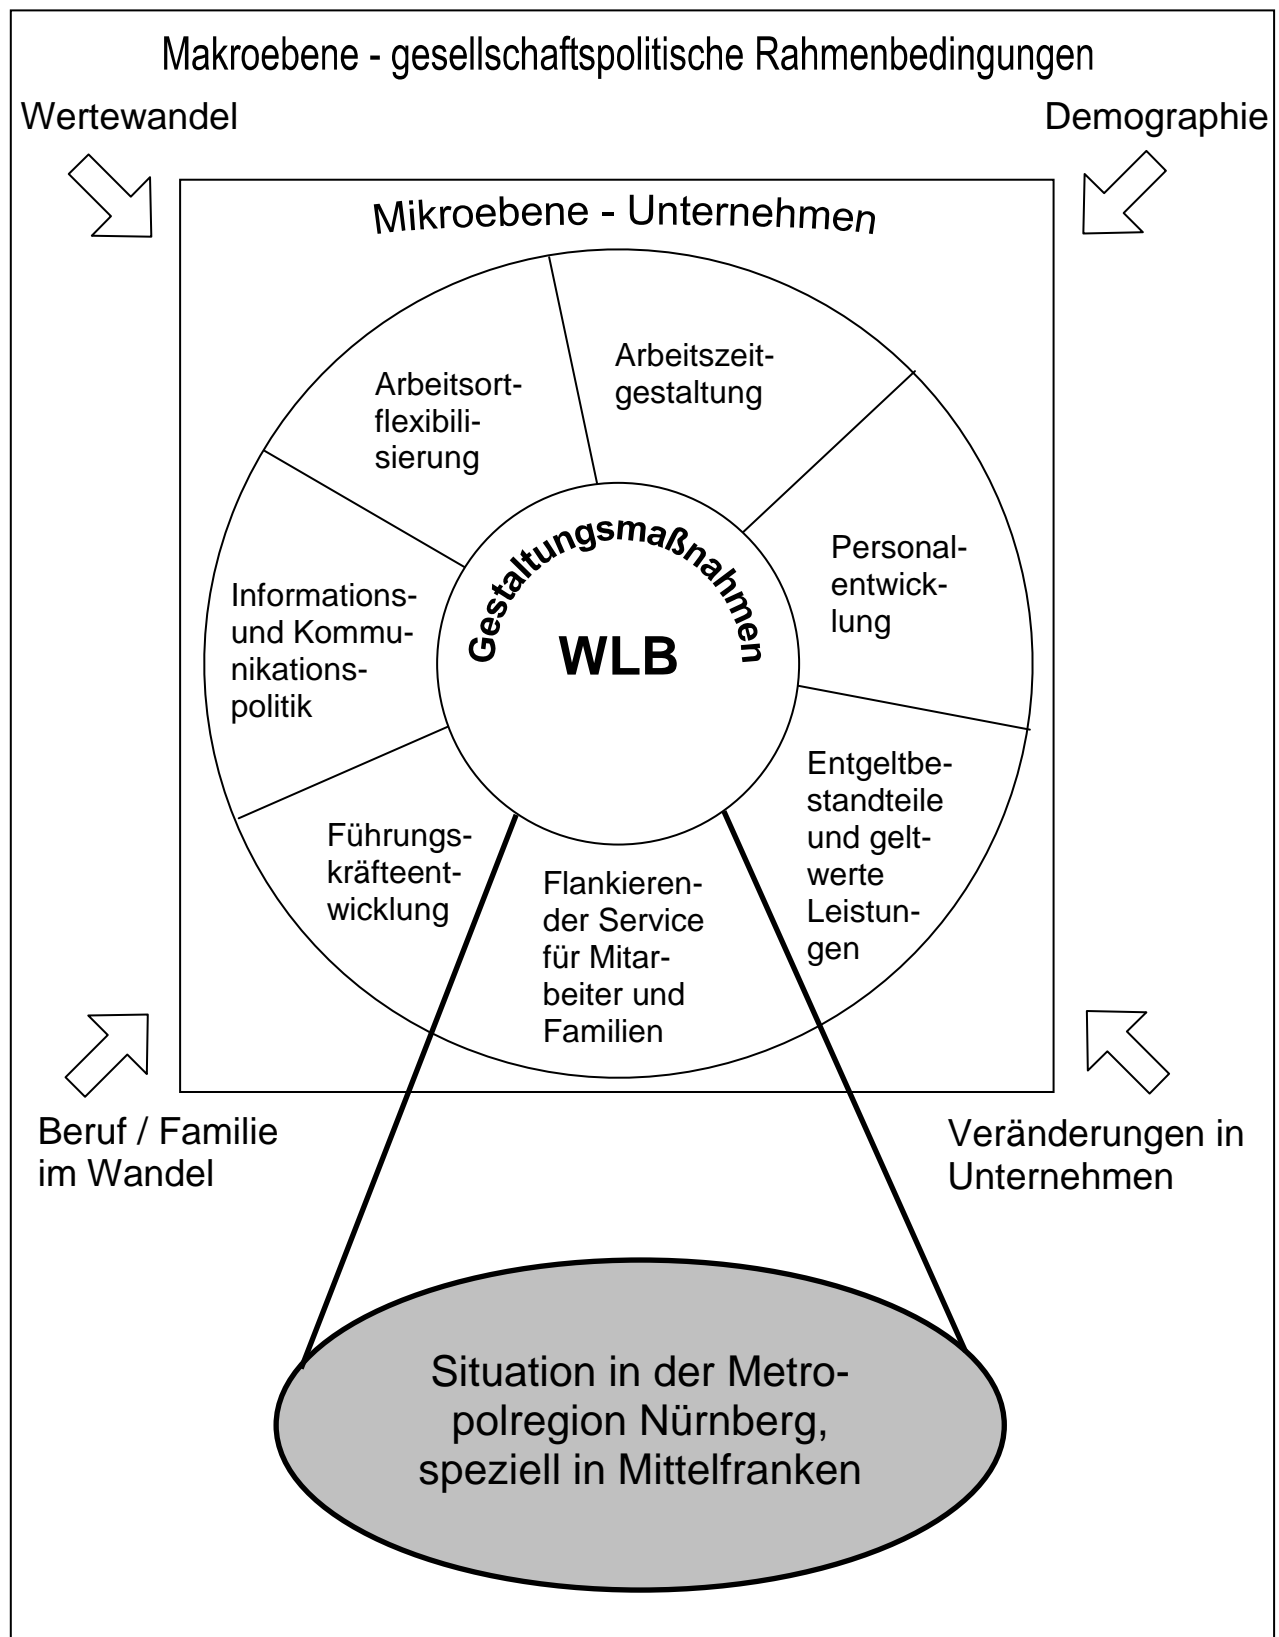 Makroebene - gesellschaftspolitische Rahmenbedingungen
Wertewandel
Demographie
Mikroebene - Unternehmen
Arbeitszeit-
gestaltung
Arbeitsort-
flexibili-
sierung
Gestaltungsmaßnahmen
WLB
Personal-
entwick-
lung
Informations-
und Kommu-
nikations-
politik
Entgeltbe-
standteile
und gelt-
werte
Leistun-
gen
Führungs-
kräfteent-
wicklung
Flankieren-
der Service
für Mitar-
beiter und
Familien
Beruf / Familie
im Wandel
Veränderungen in
Unternehmen
Situation in der Metro-
polregion Nürnberg,
speziell in Mittelfranken